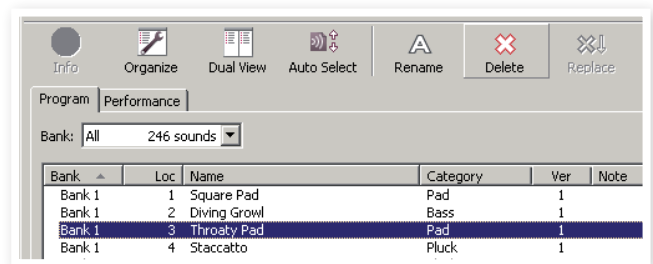 Info Organize Dual View Auto Select Rename Delete Replace
Program Performance
Bank: All 246 sounds
Bank Loc Name Category Ver Note
Bank 1 1 Square Pad Pad 1
Bank 1 2 Diving Growl Bass 1
Bank 1 3 Throaty Pad Pad 1
Bank 1 4 Staccatto Pluck 1